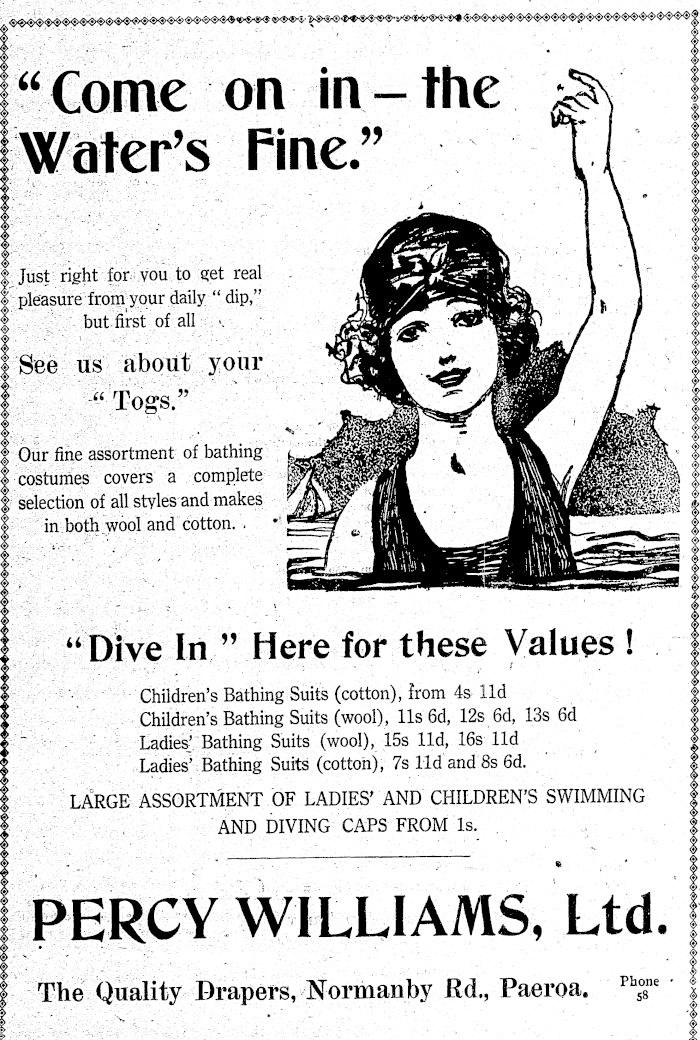 “Come on in – the
Water's Fine.”
Just right for you to get real
pleasure from your daily “ dip,”
but first of all
See us about your
“ Togs.”
Our fine assortment of bathing
costumes covers a complete
selection of all styles and makes
in both wool and cotton.
“Dive In ” Here for these Values !
Children's Bathing Suits (cotton), from 4s 11d
Children's Bathing Suits (wool), 11s 6d, 12s 6d, 13s 6d
Ladies' Bathing Suits (wool), 15s 11d, 16s 11d
Ladies' Bathing Suits (cotton), 7s 11d and 8s 6d.
LARGE ASSORTMENT OF LADIES' AND CHILDREN'S SWIMMING
AND DIVING CAPS FROM 1s.
PERCY WILLIAMS, Ltd.
The Quality Drapers, Normanby Rd., Paeroa.
Phone
58